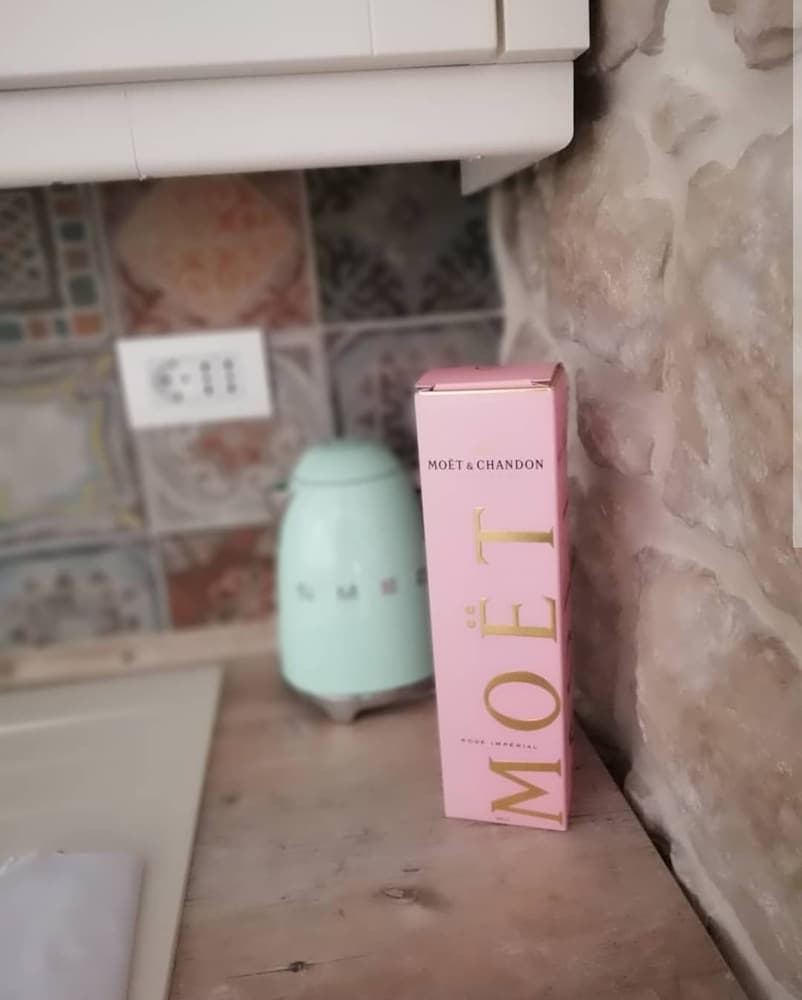 MOËT & CHANDON
MOËT
ROSÉ IMPÉRIAL
SMEG